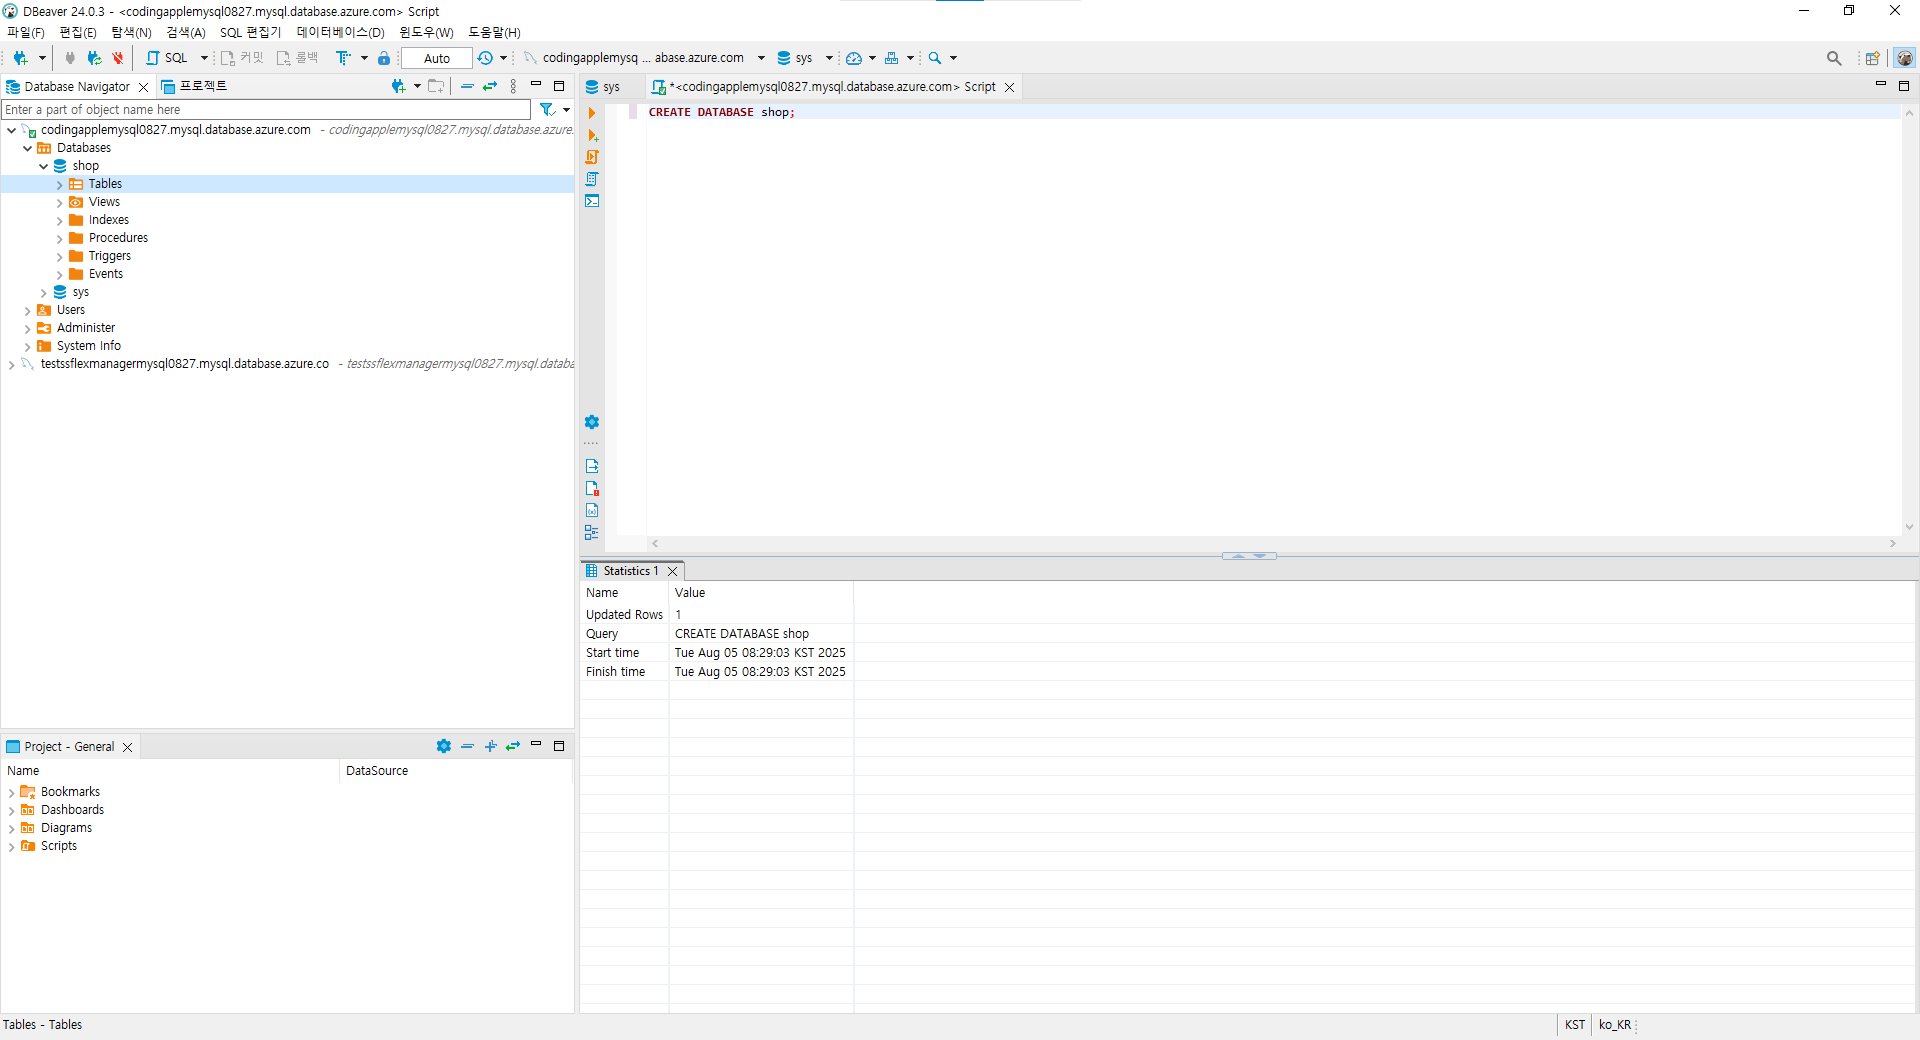 DBeaver 24.0.3 - <codingapplemysql0827.mysql.database.azure.com> Script
파일(F) 편집(E) 탐색(N) 검색(A) SQL 편집기 데이터베이스(D) 윈도우(W) 도움말(H)
SQL 커밋 롤백 Auto codingapplemysq ... abase.azure.com sys
Database Navigator 프로젝트
Enter a part of object name here
codingapplemysql0827.mysql.database.azure.com - codingapplemysql0827.mysql.database.azure.
Databases
shop
Tables
Views
Indexes
Procedures
Triggers
Events
sys
Users
Administer
System Info
testssflexmanagermysql0827.mysql.database.azure.co - testssflexmanagermysql0827.mysql.databa
sys *<codingapplemysql0827.mysql.database.azure.com> Script
CREATE DATABASE shop;
Statistics 1
Name Value
Updated Rows 1
Query CREATE DATABASE shop
Start time Tue Aug 05 08:29:03 KST 2025
Finish time Tue Aug 05 08:29:03 KST 2025
Project - General
Name DataSource
Bookmarks
Dashboards
Diagrams
Scripts
Tables - Tables KST ko_KR